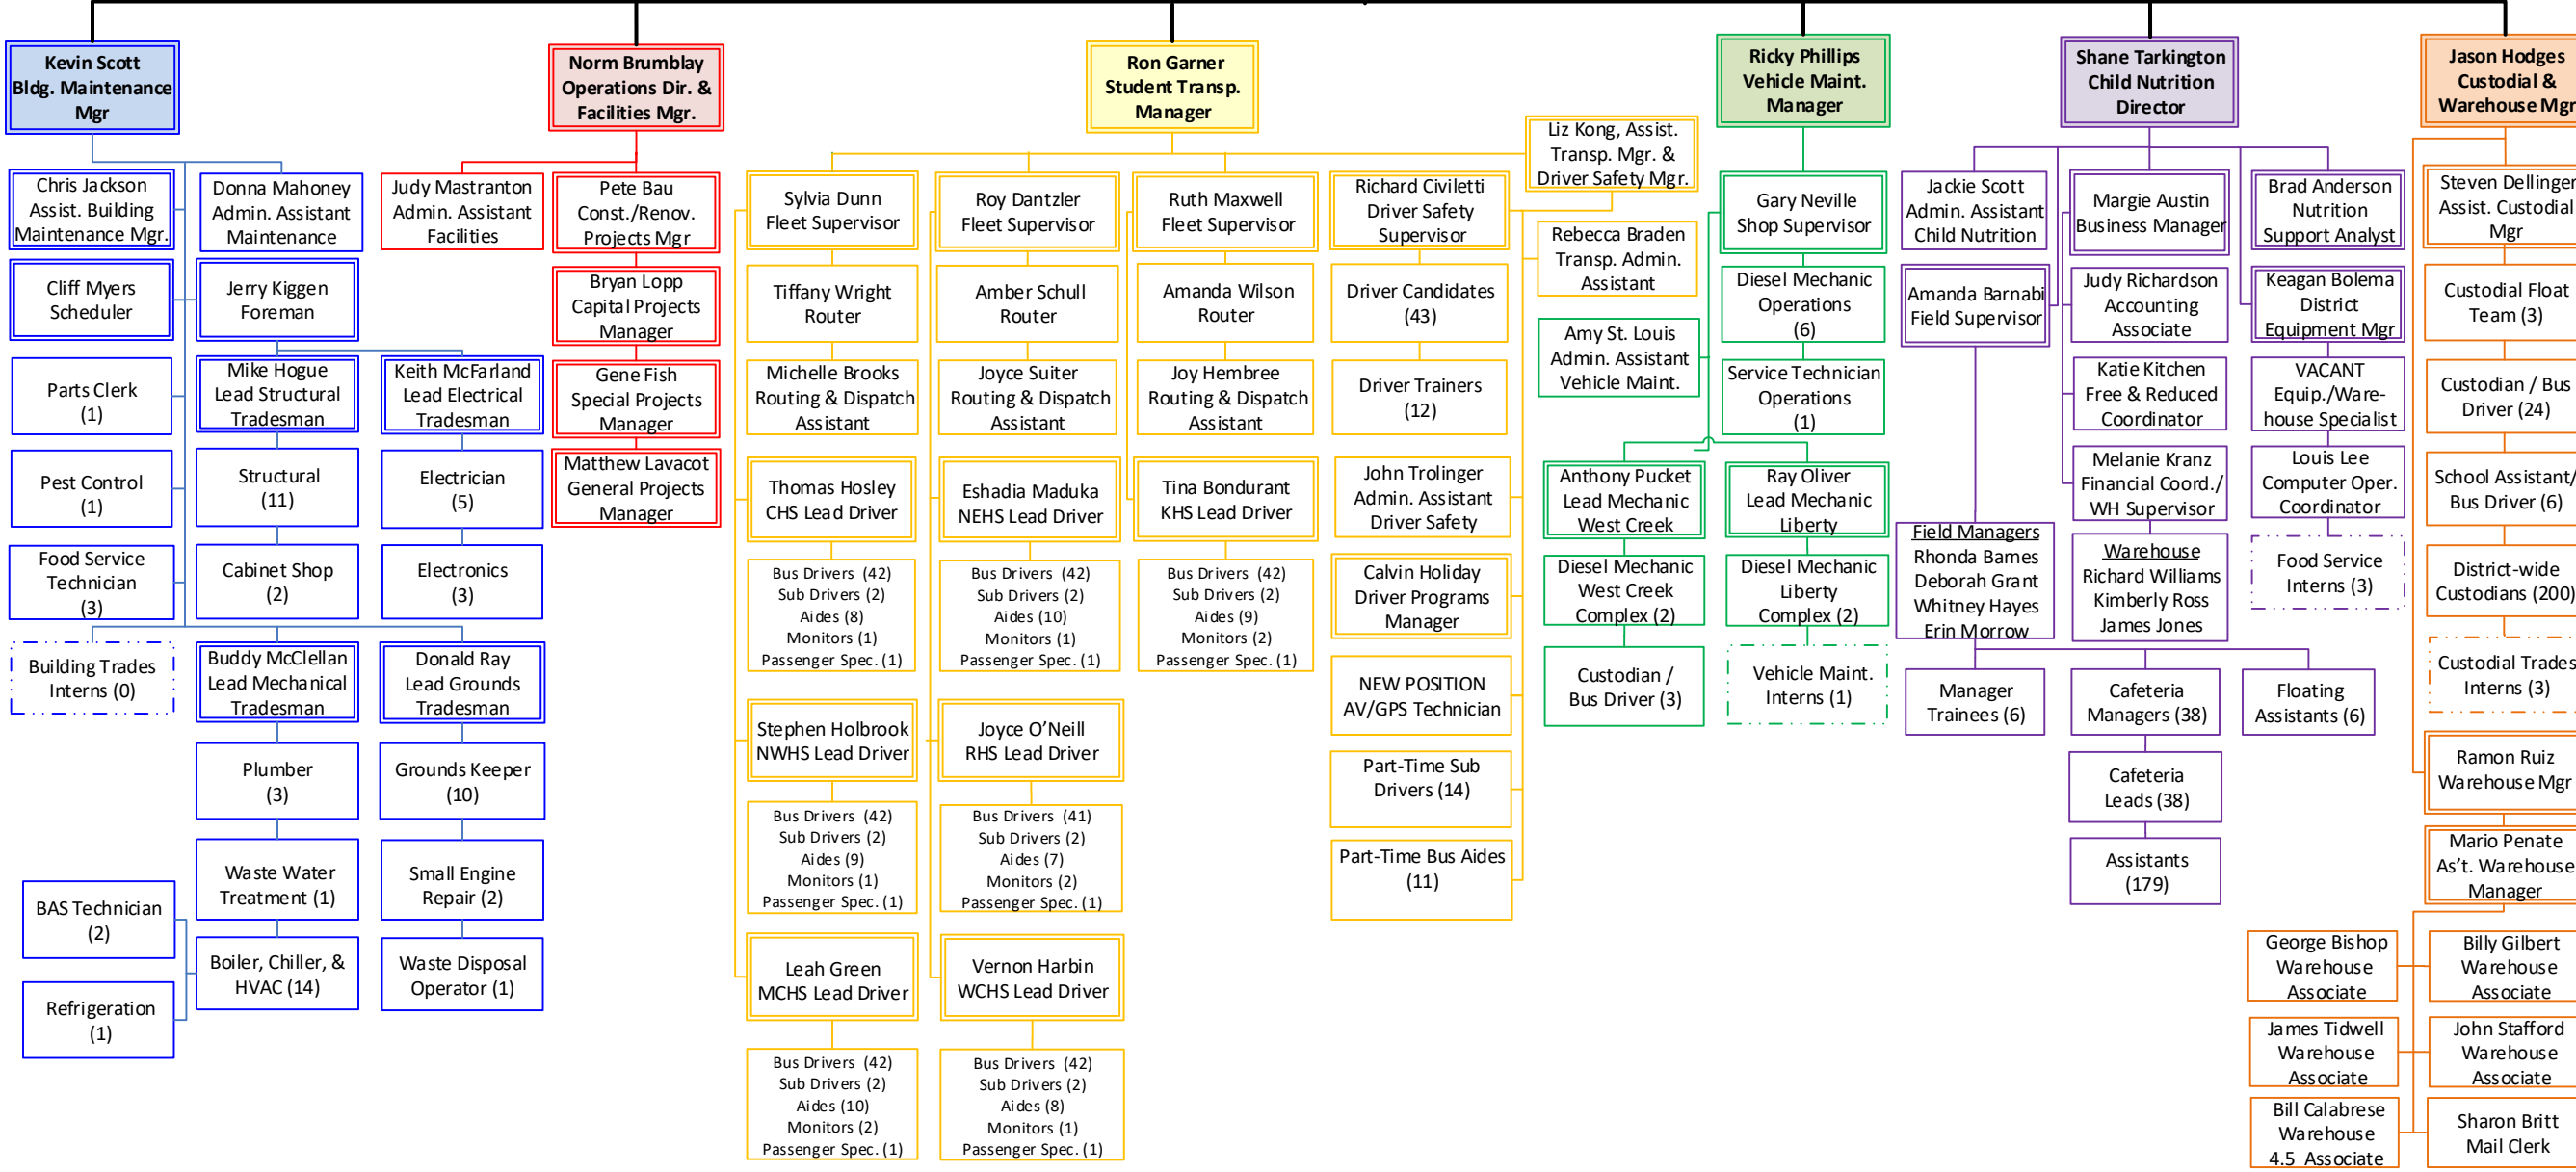 Kevin Scott
Bldg. Maintenance
Mgr
Chris Jackson
Assist. Building
Maintenance Mgr.
Donna Mahoney
Admin. Assistant
Maintenance
Cliff Myers
Scheduler
Jerry Kiggen
Foreman
Parts Clerk
(1)
Mike Hogue
Lead Structural
Tradesman
Keith McFarland
Lead Electrical
Tradesman
Pest Control
(1)
Structural
(11)
Electrician
(5)
Food Service
Technician
(3)
Cabinet Shop
(2)
Electronics
(3)
Building Trades
Interns (0)
Buddy McClellan
Lead Mechanical
Tradesman
Donald Ray
Lead Grounds
Tradesman
Plumber
(3)
Grounds Keeper
(10)
Waste Water
Treatment (1)
Small Engine
Repair (2)
BAS Technician
(2)
Boiler, Chiller, &
HVAC (14)
Waste Disposal
Operator (1)
Refrigeration
(1)
Norm Brumblay
Operations Dir. &
Facilities Mgr.
Judy Mastranton
Admin. Assistant
Facilities
Pete Bau
Const./Renov.
Projects Mgr
Bryan Lopp
Capital Projects
Manager
Gene Fish
Special Projects
Manager
Matthew Lavacot
General Projects
Manager
Ron Garner
Student Transp.
Manager
Liz Kong, Assist.
Transp. Mgr. &
Driver Safety Mgr.
Sylvia Dunn
Fleet Supervisor
Tiffany Wright
Router
Michelle Brooks
Routing & Dispatch
Assistant
Thomas Hosley
CHS Lead Driver
Bus Drivers (42)
Sub Drivers (2)
Aides (8)
Monitors (1)
Passenger Spec. (1)
Stephen Holbrook
NWHS Lead Driver
Bus Drivers (42)
Sub Drivers (2)
Aides (9)
Monitors (1)
Passenger Spec. (1)
Leah Green
MCHS Lead Driver
Bus Drivers (42)
Sub Drivers (2)
Aides (10)
Monitors (2)
Passenger Spec. (1)
Roy Dantzler
Fleet Supervisor
Amber Schull
Router
Joyce Suiter
Routing & Dispatch
Assistant
Eshadia Maduka
NEHS Lead Driver
Bus Drivers (42)
Sub Drivers (2)
Aides (10)
Monitors (1)
Passenger Spec. (1)
Joyce O'Neill
RHS Lead Driver
Bus Drivers (41)
Sub Drivers (2)
Aides (7)
Monitors (2)
Passenger Spec. (1)
Vernon Harbin
WCHS Lead Driver
Bus Drivers (42)
Sub Drivers (2)
Aides (8)
Monitors (1)
Passenger Spec. (1)
Ruth Maxwell
Fleet Supervisor
Amanda Wilson
Router
Joy Hembree
Routing & Dispatch
Assistant
Tina Bondurant
KHS Lead Driver
Bus Drivers (42)
Sub Drivers (2)
Aides (9)
Monitors (2)
Passenger Spec. (1)
Richard Civiletti
Driver Safety
Supervisor
Driver Candidates
(43)
Driver Trainers
(12)
John Trolinger
Admin. Assistant
Driver Safety
Calvin Holiday
Driver Programs
Manager
NEW POSITION
AV/GPS Technician
Part-Time Sub
Drivers (14)
Part-Time Bus Aides
(11)
Rebecca Braden
Transp. Admin.
Assistant
Ricky Phillips
Vehicle Maint.
Manager
Gary Neville
Shop Supervisor
Amy St. Louis
Admin. Assistant
Vehicle Maint.
Diesel Mechanic
Operations
(6)
Service Technician
Operations
(1)
Anthony Pucket
Lead Mechanic
West Creek
Ray Oliver
Lead Mechanic
Liberty
Diesel Mechanic
West Creek
Complex (2)
Diesel Mechanic
Liberty
Complex (2)
Custodian /
Bus Driver (3)
Vehicle Maint.
Interns (1)
Shane Tarkington
Child Nutrition
Director
Jackie Scott
Admin. Assistant
Child Nutrition
Margie Austin
Business Manager
Brad Anderson
Nutrition
Support Analyst
Amanda Barnabi
Field Supervisor
Judy Richardson
Accounting
Associate
Keagan Bolema
District
Equipment Mgr
Katie Kitchen
Free & Reduced
Coordinator
VACANT
Equip./Ware-
house Specialist
Melanie Kranz
Financial Coord./
WH Supervisor
Louis Lee
Computer Oper.
Coordinator
Field Managers
Rhonda Barnes
Deborah Grant
Whitney Hayes
Erin Morrow
Warehouse
Richard Williams
Kimberly Ross
James Jones
Food Service
Interns (3)
Manager
Trainees (6)
Cafeteria
Managers (38)
Floating
Assistants (6)
Cafeteria
Leads (38)
Assistants
(179)
Jason Hodges
Custodial &
Warehouse Mgr
Steven Dellinger
Assist. Custodial
Mgr
Custodial Float
Team (3)
Custodian / Bus
Driver (24)
School Assistant/
Bus Driver (6)
District-wide
Custodians (200)
Custodial Trades
Interns (3)
Ramon Ruiz
Warehouse Mgr
Mario Penate
As't. Warehouse
Manager
George Bishop
Warehouse
Associate
Billy Gilbert
Warehouse
Associate
James Tidwell
Warehouse
Associate
John Stafford
Warehouse
Associate
Bill Calabrese
Warehouse
4.5 Associate
Sharon Britt
Mail Clerk